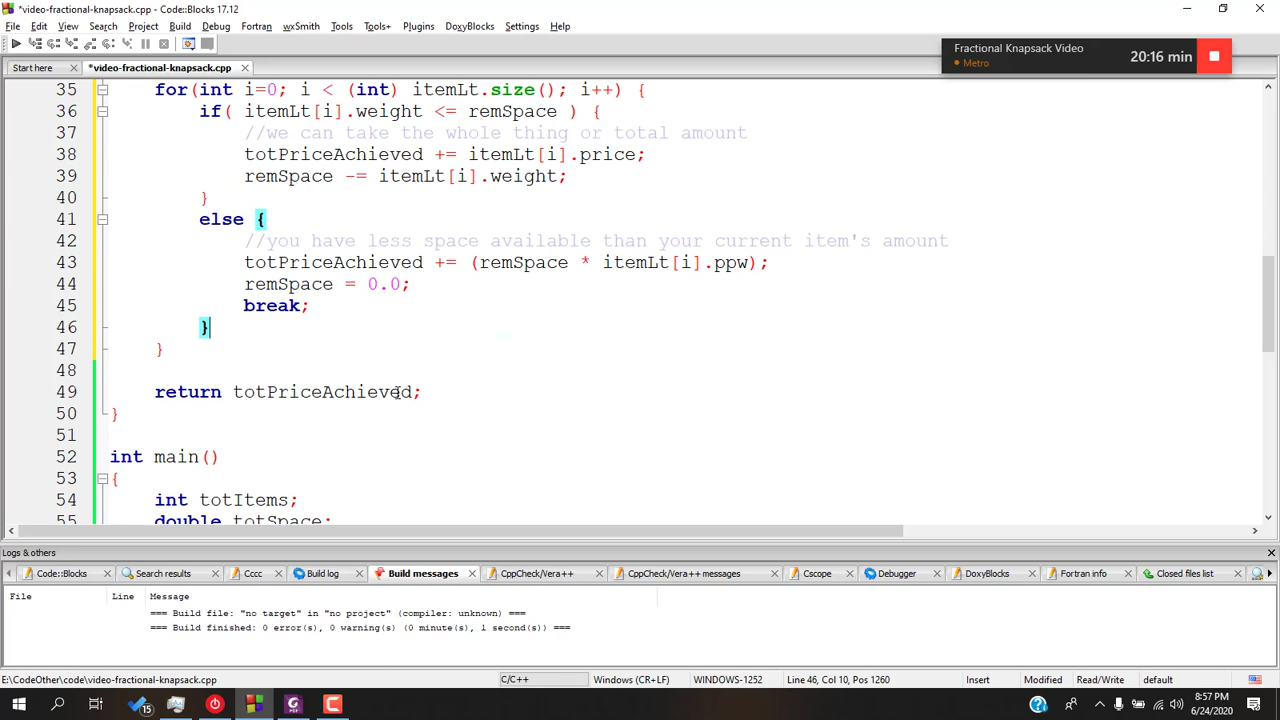 *video-fractional-knapsack.cpp - Code::Blocks 17.12
File Edit View Search Project Build Debug Fortran wxSmith Tools Tools+ Plugins DoxyBlocks Settings Help
Fractional Knapsack Video
Metro
20:16 min
Start here
*video-fractional-knapsack.cpp
35 for(int i=0; i < (int) itemLt.size(); i++) {
36 if( itemLt[i].weight <= remSpace ) {
37 //we can take the whole thing or total amount
38 totPriceAchieved += itemLt[i].price;
39 remSpace -= itemLt[i].weight;
40 }
41 else {
42 //you have less space available than your current item's amount
43 totPriceAchieved += (remSpace * itemLt[i].ppw);
44 remSpace = 0.0;
45 break;
46 }
47 }
48
49 return totPriceAchieved;
50 }
51
52 int main()
53 {
54 int totItems;
55 double totSpace;
Logs & others
Code::Blocks Search results Cccc Build log Build messages CppCheck/Vera++ CppCheck/Vera++ messages Cscope Debugger DoxyBlocks Fortran info Closed files list
File Line Message
=== Build file: "no target" in "no project" (compiler: unknown) ===
=== Build finished: 0 error(s), 0 warning(s) (0 minute(s), 1 second(s)) ===
E:\CodeOther\code\video-fractional-knapsack.cpp C/C++ Windows (CR+LF) WINDOWS-1252 Line 46, Col 10, Pos 1260 Insert Modified Read/Write default
15
8:57 PM
6/24/2020